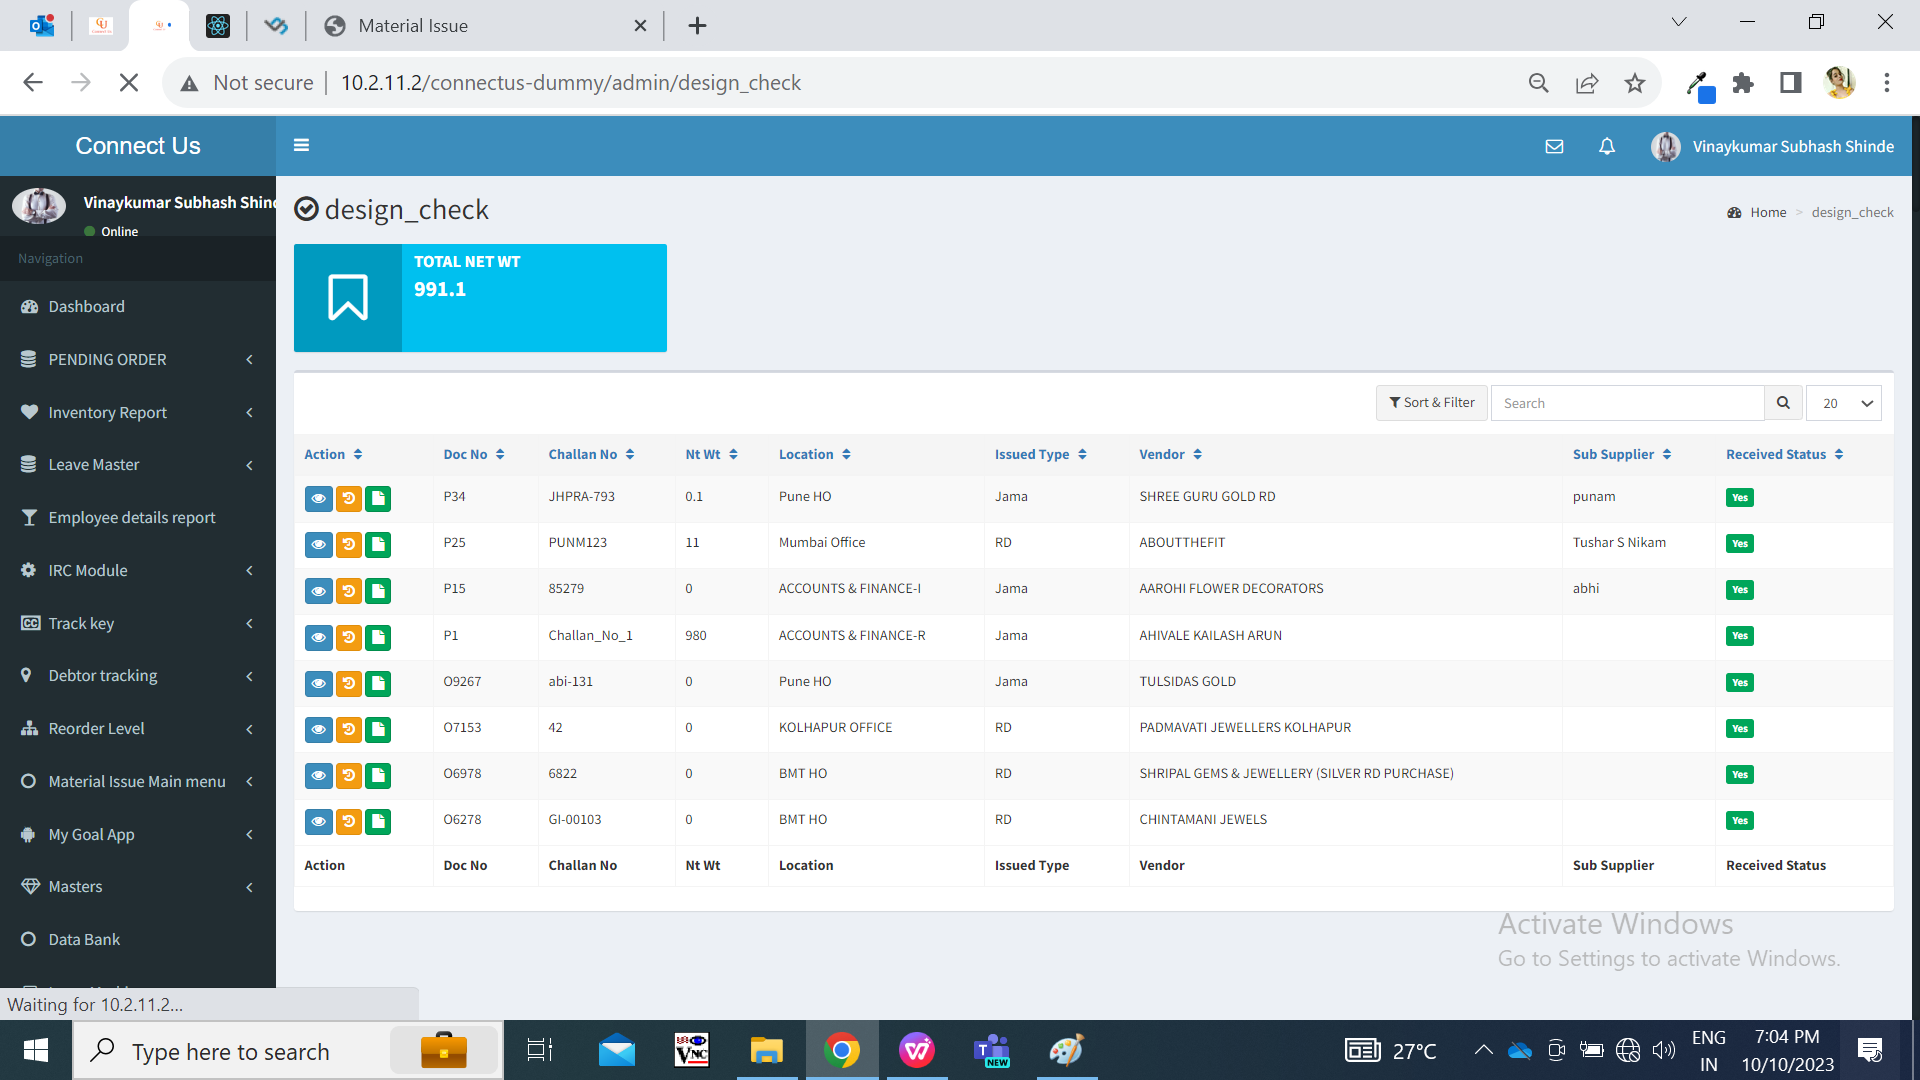 Material Issue
Not secure
10.2.11.2/connectus-dummy/admin/design_check
Connect Us
Vinaykumar Subhash Shinde
Vinaykumar Subhash Shind
Online
Navigation
Dashboard
PENDING ORDER
Inventory Report
Leave Master
Employee details report
IRC Module
Track key
Debtor tracking
Reorder Level
Material Issue Main menu
My Goal App
Masters
Data Bank
design_check
Home > design_check
TOTAL NET WT
991.1
Sort & Filter Search 20
Action Doc No Challan No Nt Wt Location Issued Type Vendor Sub Supplier Received Status
P34 JHPRA-793 0.1 Pune HO Jama SHREE GURU GOLD RD punam Yes
P25 PUNM123 11 Mumbai Office RD ABOUTTHEFIT Tushar S Nikam Yes
P15 85279 0 ACCOUNTS & FINANCE-I Jama AAROHI FLOWER DECORATORS abhi Yes
P1 Challan_No_1 980 ACCOUNTS & FINANCE-R Jama AHIVALE KAILASH ARUN Yes
O9267 abi-131 0 Pune HO Jama TULSIDAS GOLD Yes
O7153 42 0 KOLHAPUR OFFICE RD PADMAVATI JEWELLERS KOLHAPUR Yes
O6978 6822 0 BMT HO RD SHRIPAL GEMS & JEWELLERY (SILVER RD PURCHASE) Yes
O6278 GI-00103 0 BMT HO RD CHINTAMANI JEWELS Yes
Action Doc No Challan No Nt Wt Location Issued Type Vendor Sub Supplier Received Status
Activate Windows
Go to Settings to activate Windows.
Waiting for 10.2.11.2...
Type here to search
VNC
NEW
27°C
ENG
IN
7:04 PM
10/10/2023